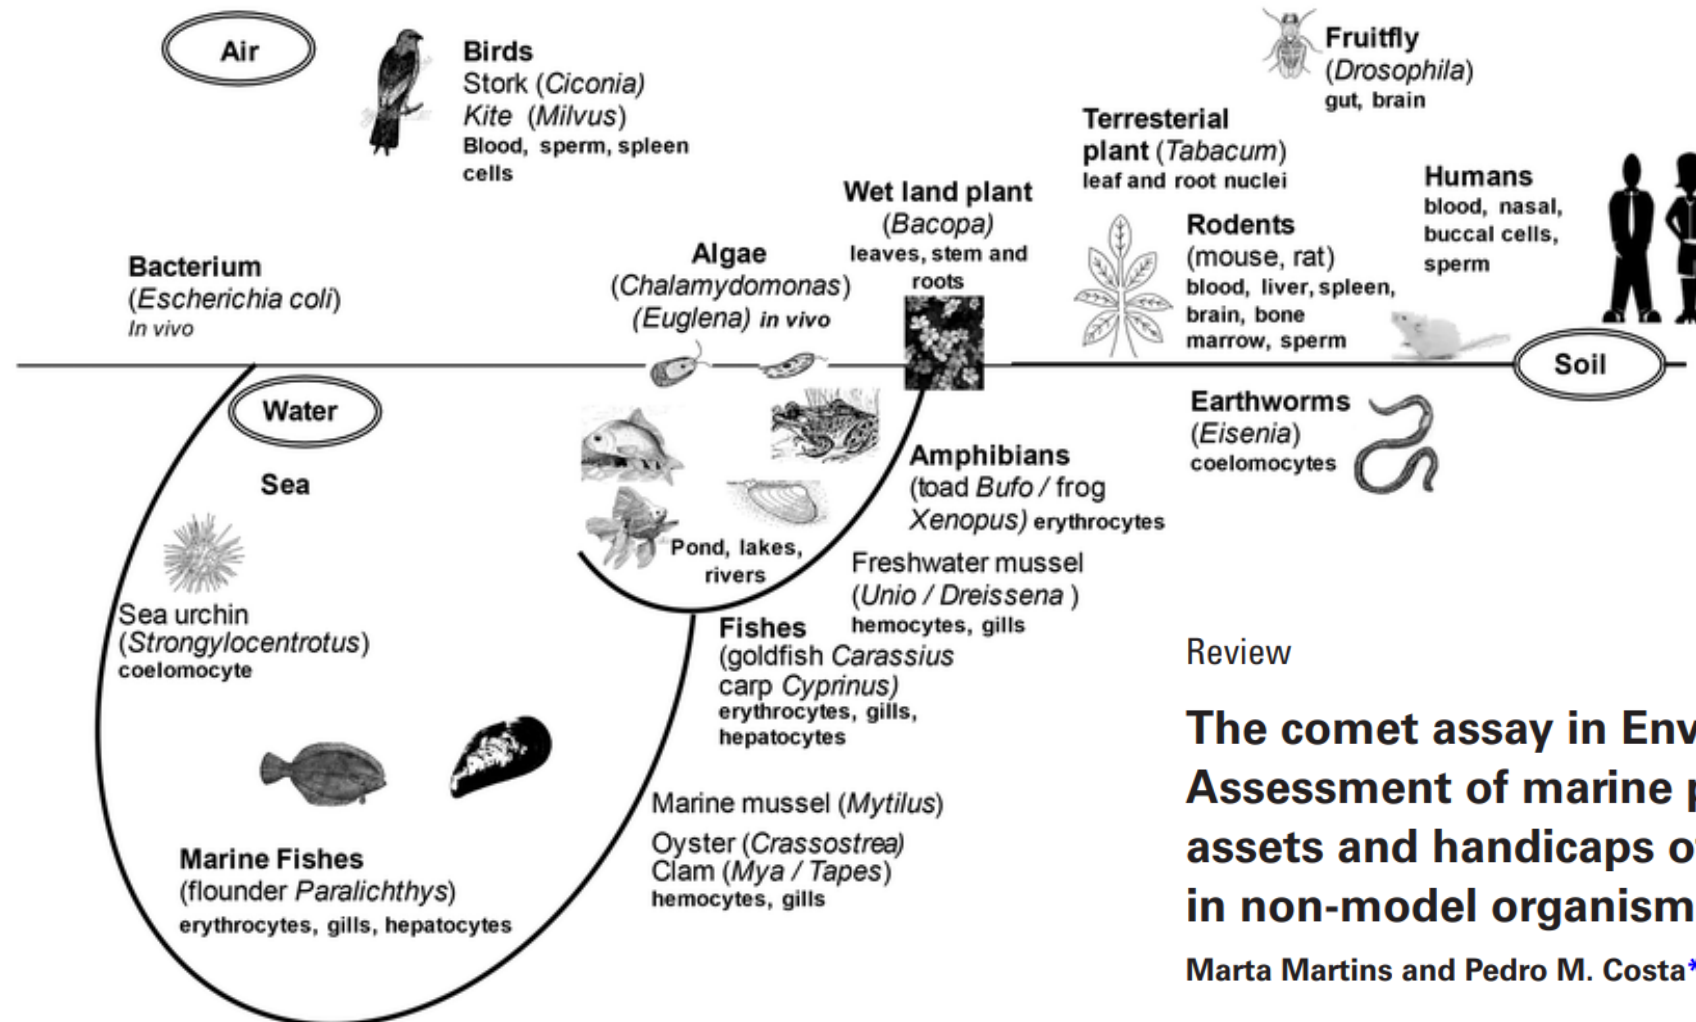 Air
Birds
Stork (Ciconia)
Kite (Milvus)
Blood, sperm, spleen
cells
Fruitfly
(Drosophila)
gut, brain
Terresterial
plant (Tabacum)
leaf and root nuclei
Humans
blood, nasal,
buccal cells,
sperm
Wet land plant
(Bacopa)
leaves, stem and
roots
Rodents
(mouse, rat)
blood, liver, spleen,
brain, bone
marrow, sperm
Bacterium
(Escherichia coli)
In vivo
Algae
(Chalamydomonas)
(Euglena) in vivo
Soil
Water
Sea
Earthworms
(Eisenia)
coelomocytes
Amphibians
(toad Bufo / frog
Xenopus) erythrocytes
Pond, lakes,
rivers
Freshwater mussel
(Unio / Dreissena )
hemocytes, gills
Sea urchin
(Strongylocentrotus)
coelomocyte
Fishes
(goldfish Carassius
carp Cyprinus)
erythrocytes, gills,
hepatocytes
Marine mussel (Mytilus)
Oyster (Crassostrea)
Clam (Mya / Tapes)
hemocytes, gills
Marine Fishes
(flounder Paralichthys)
erythrocytes, gills, hepatocytes
Review
The comet assay in Env
Assessment of marine p
assets and handicaps o
in non-model organism
Marta Martins and Pedro M. Costa*